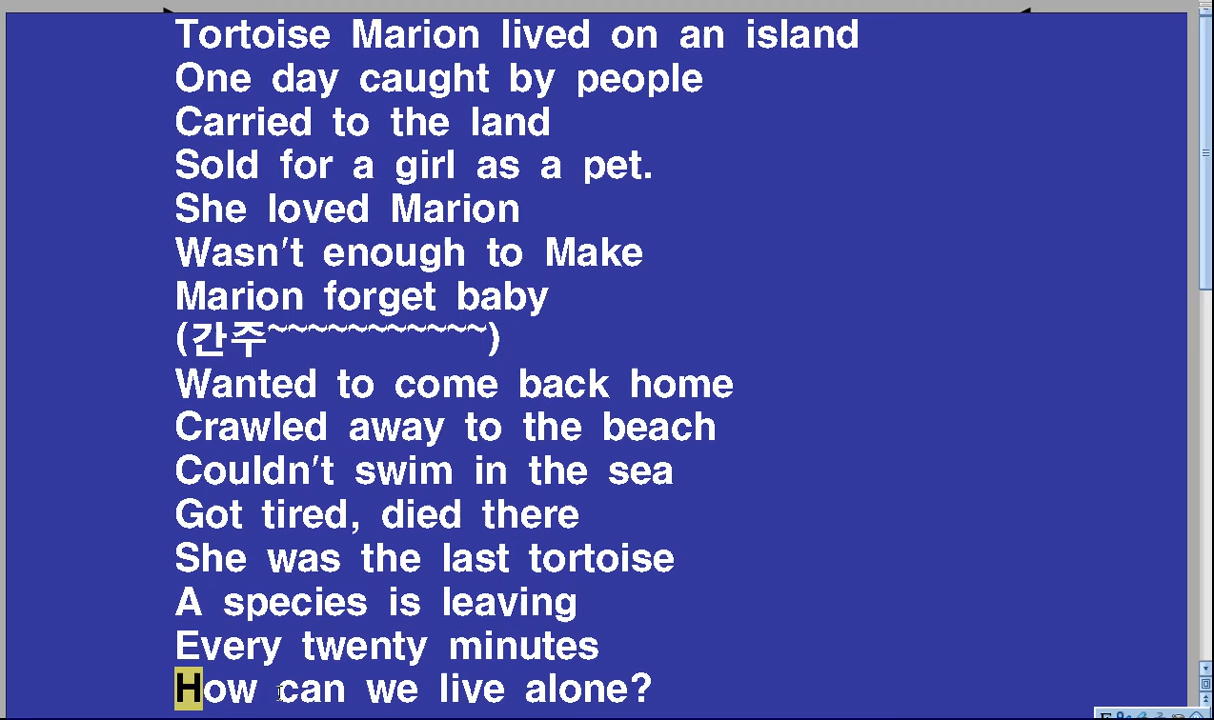 Tortoise Marion lived on an island
One day caught by people
Carried to the land
Sold for a girl as a pet.
She loved Marion
Wasn't enough to Make
Marion forget baby
(간주~~~~~~~~~~~)
Wanted to come back home
Crawled away to the beach
Couldn't swim in the sea
Got tired, died there
She was the last tortoise
A species is leaving
Every twenty minutes
How can we live alone?